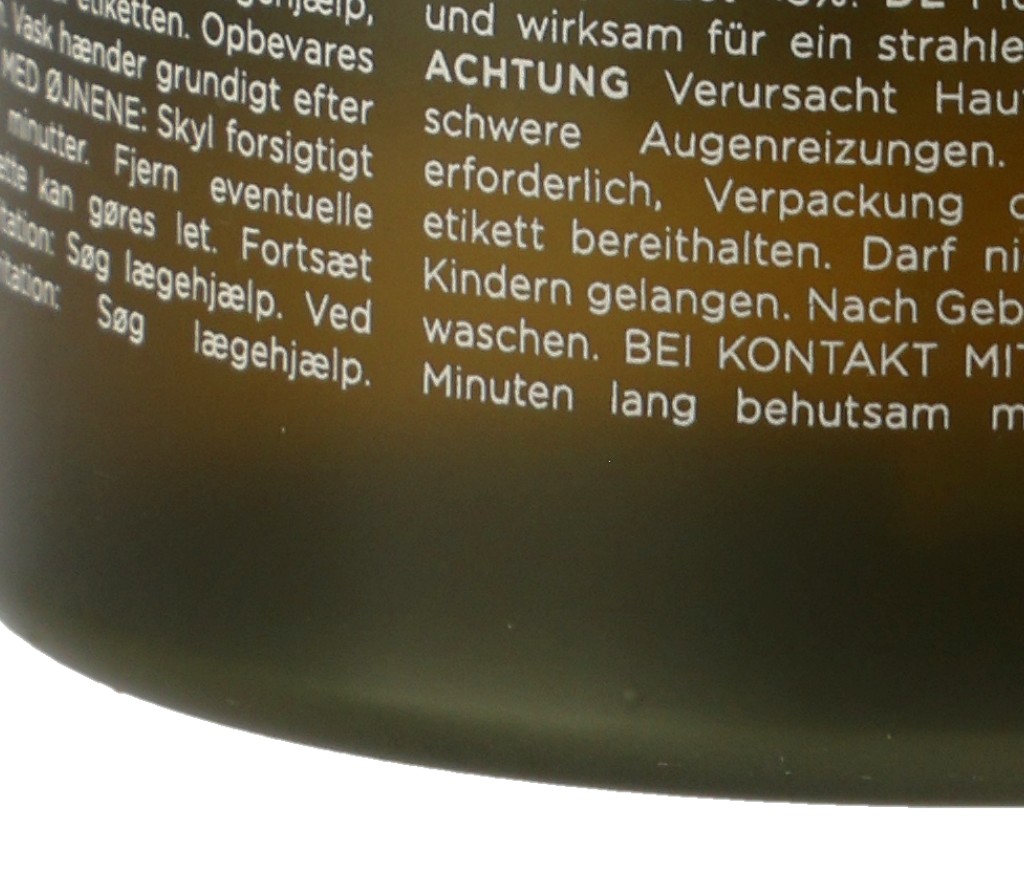 etiketten. Opbevares
Vask hænder grundigt efter
MED ØJNENE: Skyl forsigtigt
minutter. Fjern eventuelle
kan gøres let. Fortsæt
Søg lægehjælp. Ved
Søg lægehjælp.
und wirksam für ein strahle
ACHTUNG Verursacht Hau
schwere Augenreizungen.
erforderlich, Verpackung
etikett bereithalten. Darf ni
Kindern gelangen. Nach Geb
waschen. BEI KONTAKT MIT
Minuten lang behutsam m